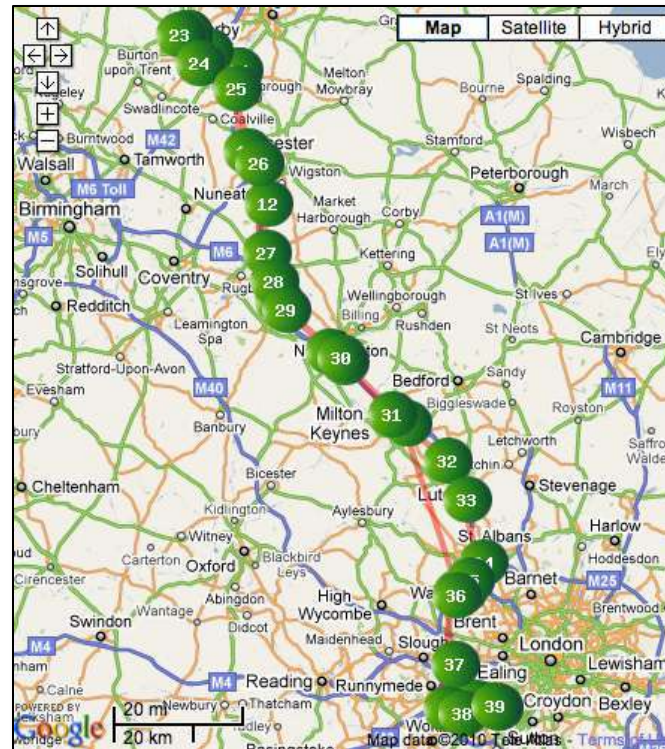 Map Satellite Hybrid
23
24
25
Burton
upon Trent
Melton
Mowbray
Bourne
Spalding
Swadlincote
Coalville
Burntwood
M42
Stamford
Wisbech
Walsall
Tamworth
26
Wigston
Peterborough
March
M6 Toll
Birmingham
12
Market
Harborough
Corby
A1(M)
A1(M)
M5
M6
27
Kettering
Solihull
Coventry
28
Wellingborough
St Ives
Redditch
29
Billing
Rushden
Leamington
Spa
St Neots
Cambridge
30
Stratford-Upon-Avon
Bedford
Sandy
Evesham
M40
Biggleswade
M11
31
Milton
Keynes
Royston
Banbury
Letchworth
32
Bicester
Stevenage
Cheltenham
33
Kidlington
Aylesbury
Witney
St Albans
Harlow
Hoddesdon
Carterton
Oxford
Blackbird
Leys
M25
Cirencester
Abingdon
High
Wycombe
36
Barnet
Brentwood
Wantage
Didcot
Brent
Swindon
Maidenhead
Slough
London
M4
37
Ealing
Lewisham
Reading
M4
Runnymede
Calne
Newbury
Thatcham
38
39
Croydon
Bexley
Sutton
POWERED BY
Google
20 mi
20 km
Map data ©2010 Tele Atlas - Terms of